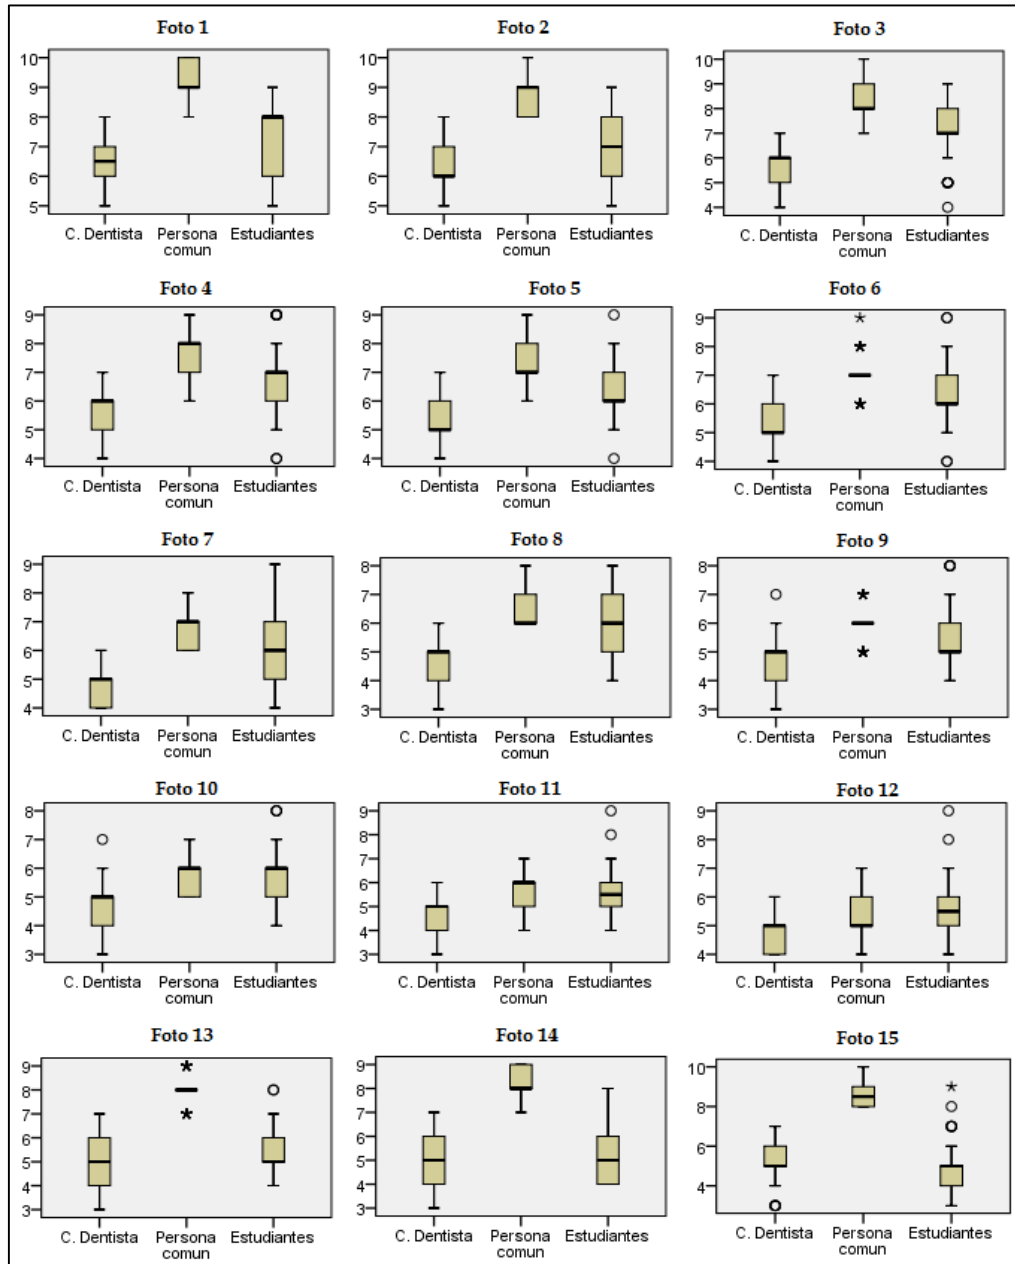 Foto 1 Foto 2 Foto 3
10 10 10
9 9 9
8 8 8
7 7 7
6 6 6
5 5 5
4
C. Dentista Persona Estudiantes C. Dentista Persona Estudiantes C. Dentista Persona Estudiantes
comun comun comun
Foto 4 Foto 5 Foto 6
9 9 9
8 8 8
7 7 7
6 6 6
5 5 5
4 4 4
C. Dentista Persona Estudiantes C. Dentista Persona Estudiantes C. Dentista Persona Estudiantes
comun comun comun
Foto 7 Foto 8 Foto 9
9 8 8
8 7 7
7 6 6
6 5 5
5 4 4
4 3 3
C. Dentista Persona Estudiantes C. Dentista Persona Estudiantes C. Dentista Persona Estudiantes
comun comun comun
Foto 10 Foto 11 Foto 12
8 9 9
7 8 8
6 7 7
5 6 6
4 5 5
3 4 4
3
C. Dentista Persona Estudiantes C. Dentista Persona Estudiantes C. Dentista Persona Estudiantes
comun comun comun
Foto 13 Foto 14 Foto 15
9 9 10
8 8 8
7 7 6
6 6 4
5 5
4 4
3 3
C. Dentista Persona Estudiantes C. Dentista Persona Estudiantes C. Dentista Persona Estudiantes
comun comun comun